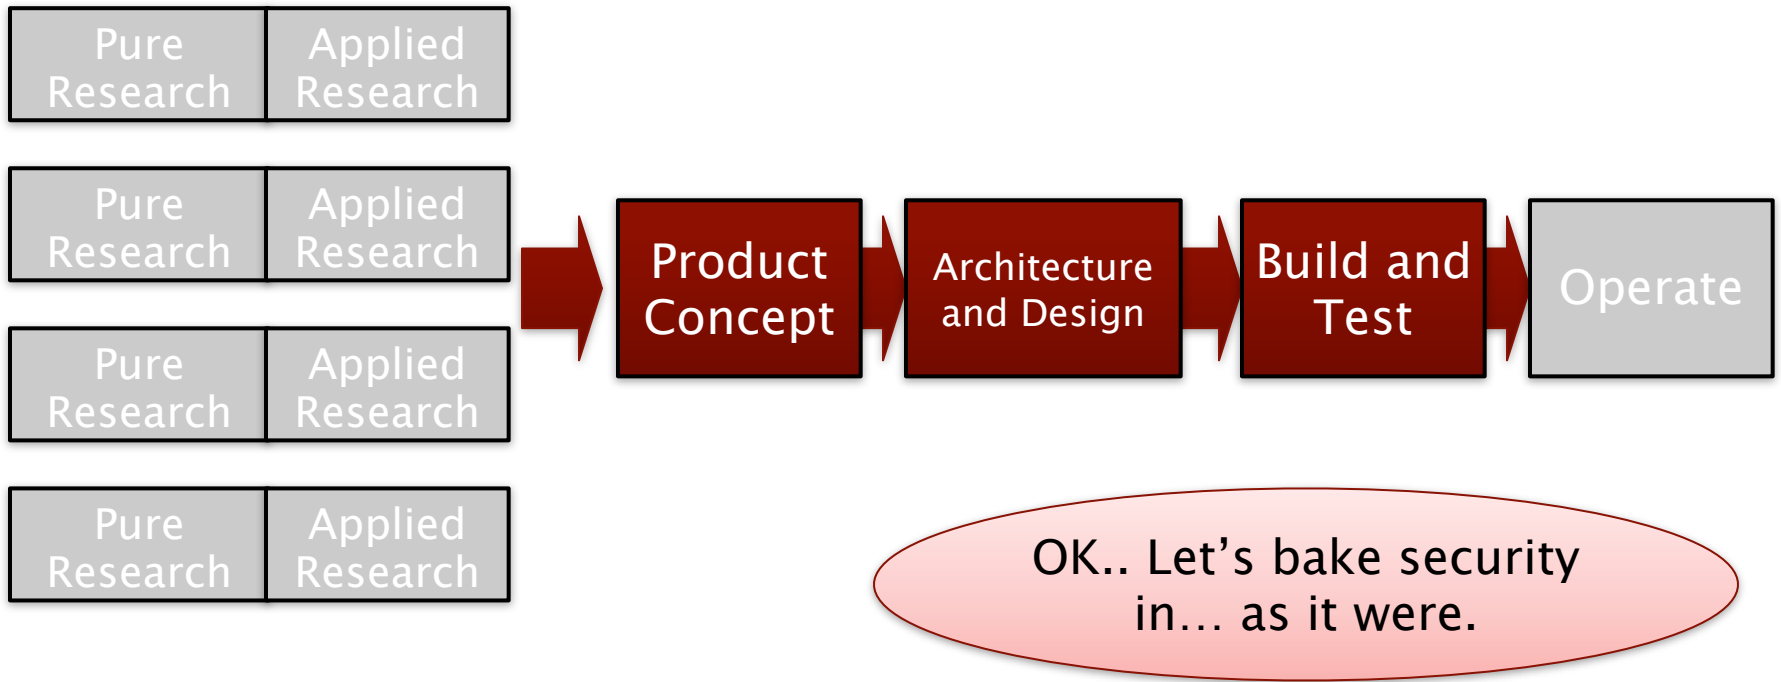 Pure
Research
Applied
Research
Pure
Research
Applied
Research
Pure
Research
Applied
Research
Pure
Research
Applied
Research
Product
Concept
Architecture
and Design
Build and
Test
Operate
OK.. Let’s bake security
in… as it were.